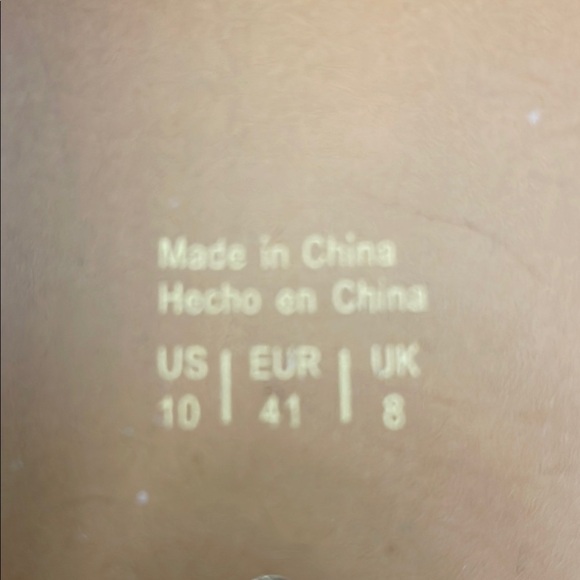 Made in China
Hecho en China
US | EUR | UK
10 | 41 | 8